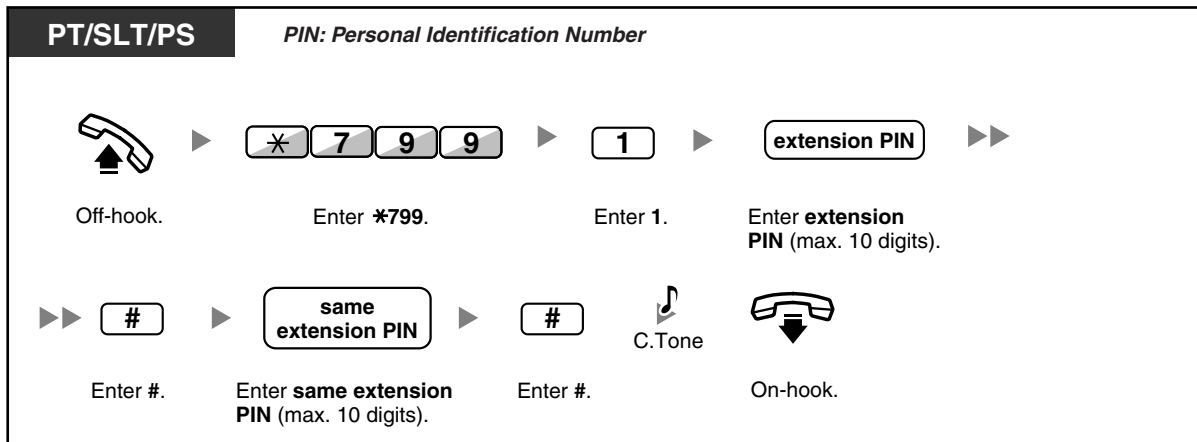 PT/SLT/PS
PIN: Personal Identification Number
* 7 9 9
1
extension PIN
Off-hook.
Enter *799.
Enter 1.
Enter extension
PIN (max. 10 digits).
#
same
extension PIN
#
C.Tone
Enter #.
Enter same extension
PIN (max. 10 digits).
Enter #.
On-hook.